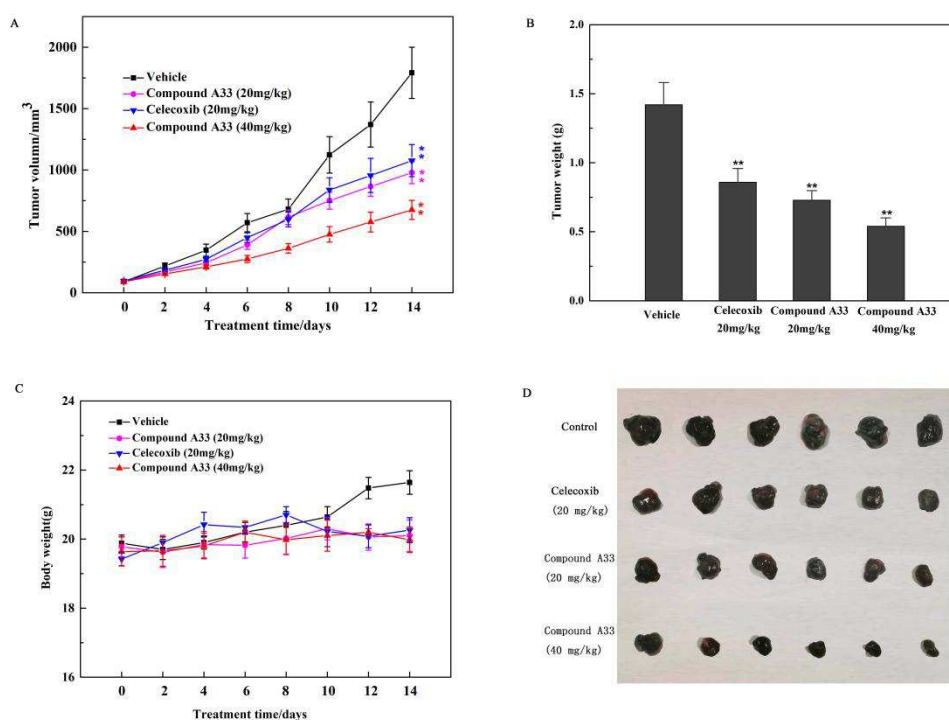 A
2000
1500
1000
500
0
Tumor volumn/mm³
Vehicle
Compound A33 (20mg/kg)
Celecoxib (20mg/kg)
Compound A33 (40mg/kg)
**
**
**
0 2 4 6 8 10 12 14
Treatment time/days
B
2.0
1.5
1.0
0.5
0.0
Tumor weight (g)
**
**
**
Vehicle
Celecoxib
20mg/kg
Compound A33
20mg/kg
Compound A33
40mg/kg
C
24
22
20
18
16
Body weight(g)
Vehicle
Compound A33 (20mg/kg)
Celecoxib (20mg/kg)
Compound A33 (40mg/kg)
0 2 4 6 8 10 12 14
Treatment time/days
D
Control
Celecoxib
(20 mg/kg)
Compound A33
(20 mg/kg)
Compound A33
(40 mg/kg)